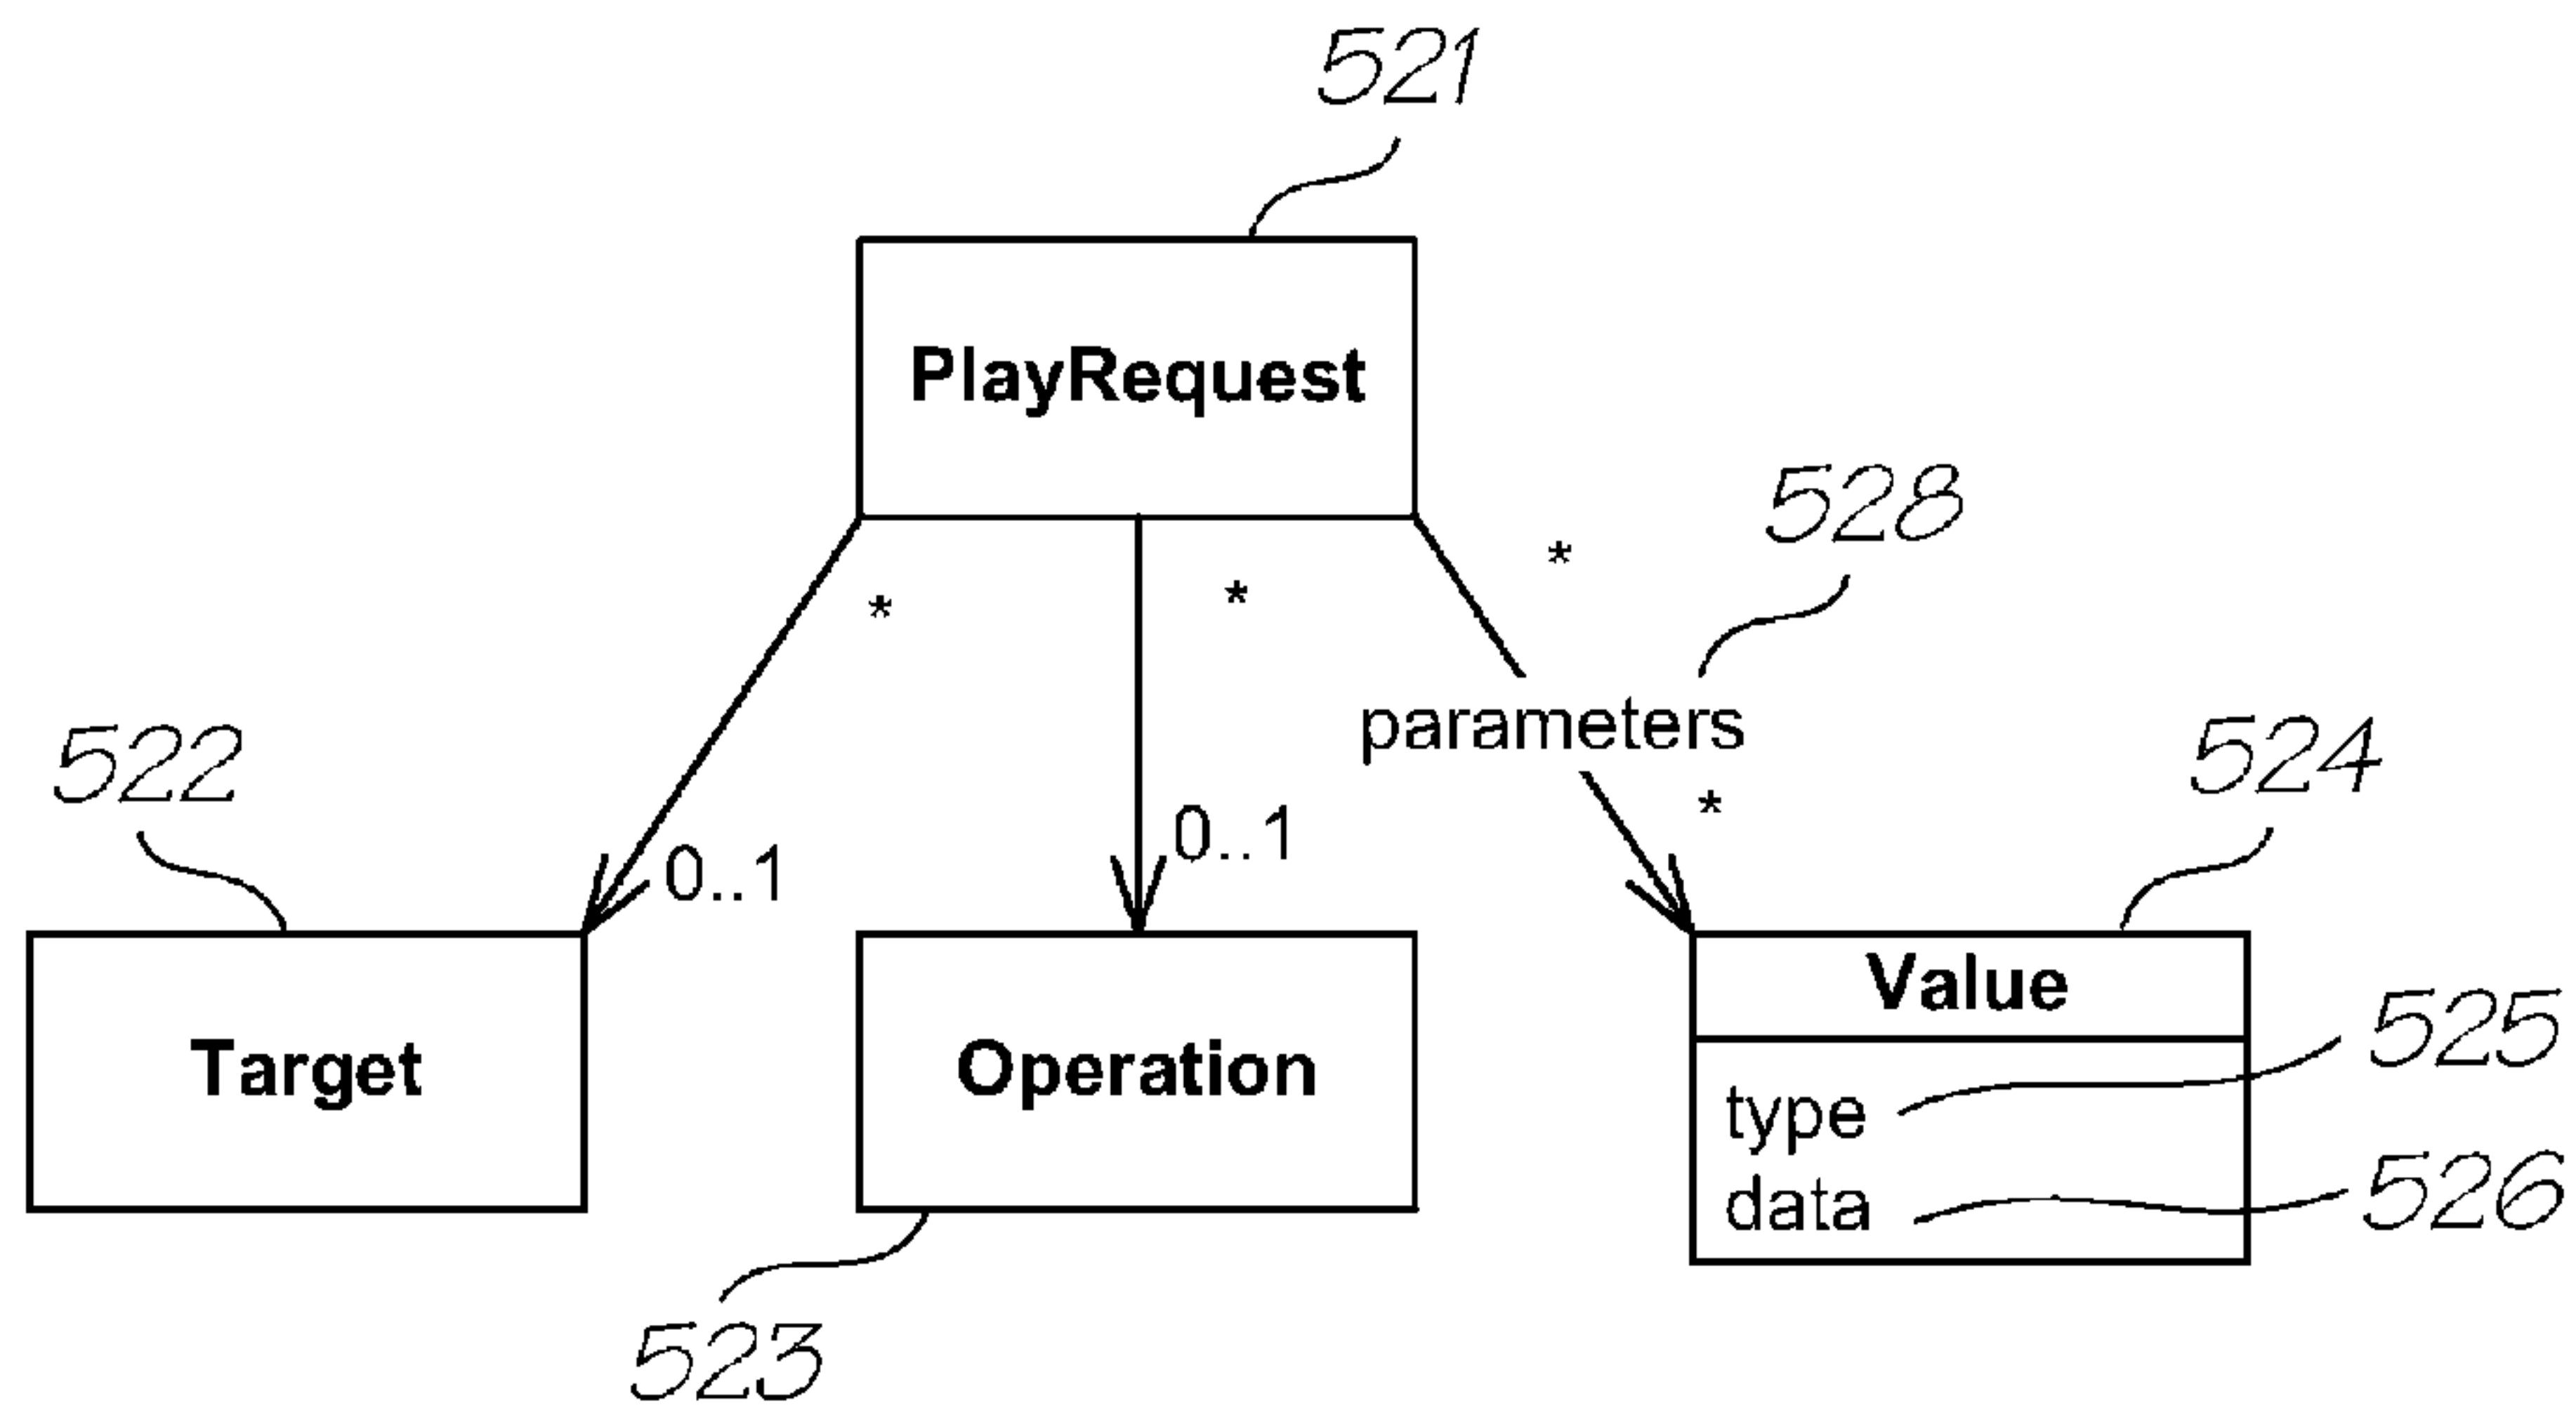 521
PlayRequest
528
*
*
*
parameters
522
524
*
0..1
0..1
Value
Target
Operation
type
525
data
526
523